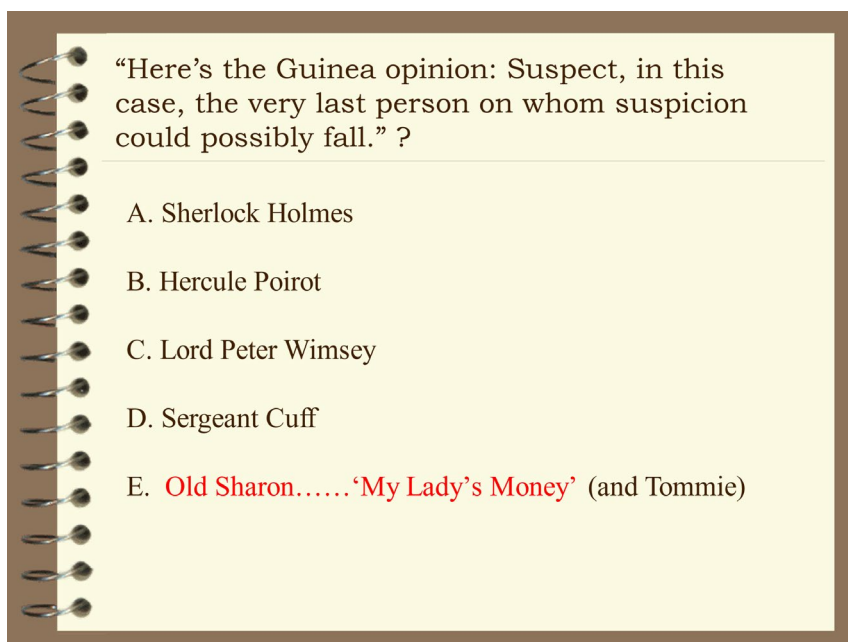 “Here’s the Guinea opinion: Suspect, in this
case, the very last person on whom suspicion
could possibly fall.” ?
A. Sherlock Holmes
B. Hercule Poirot
C. Lord Peter Wimsey
D. Sergeant Cuff
E. Old Sharon……‘My Lady’s Money’ (and Tommie)